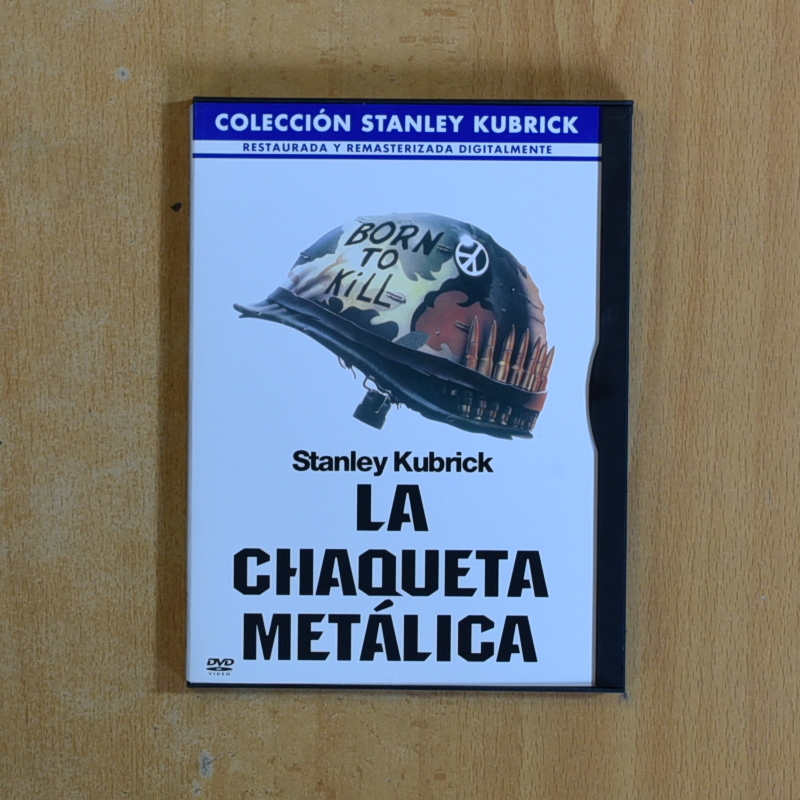 COLECCIÓN STANLEY KUBRICK
RESTAURADA Y REMASTERIZADA DIGITALMENTE
BORN
TO
KiLL
Stanley Kubrick
LA
CHAQUETA
METÁLICA
DVD
VIDEO